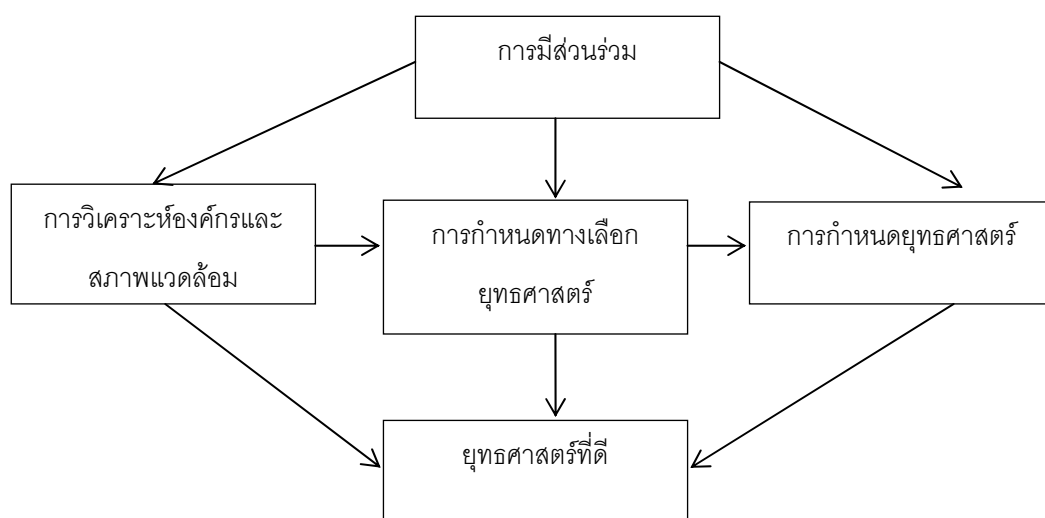 การมีส่วนร่วม
การวิเคราะห์องค์กรและ
สภาพแวดล้อม
การกำหนดทางเลือก
ยุทธศาสตร์
การกำหนดยุทธศาสตร์
ยุทธศาสตร์ที่ดี